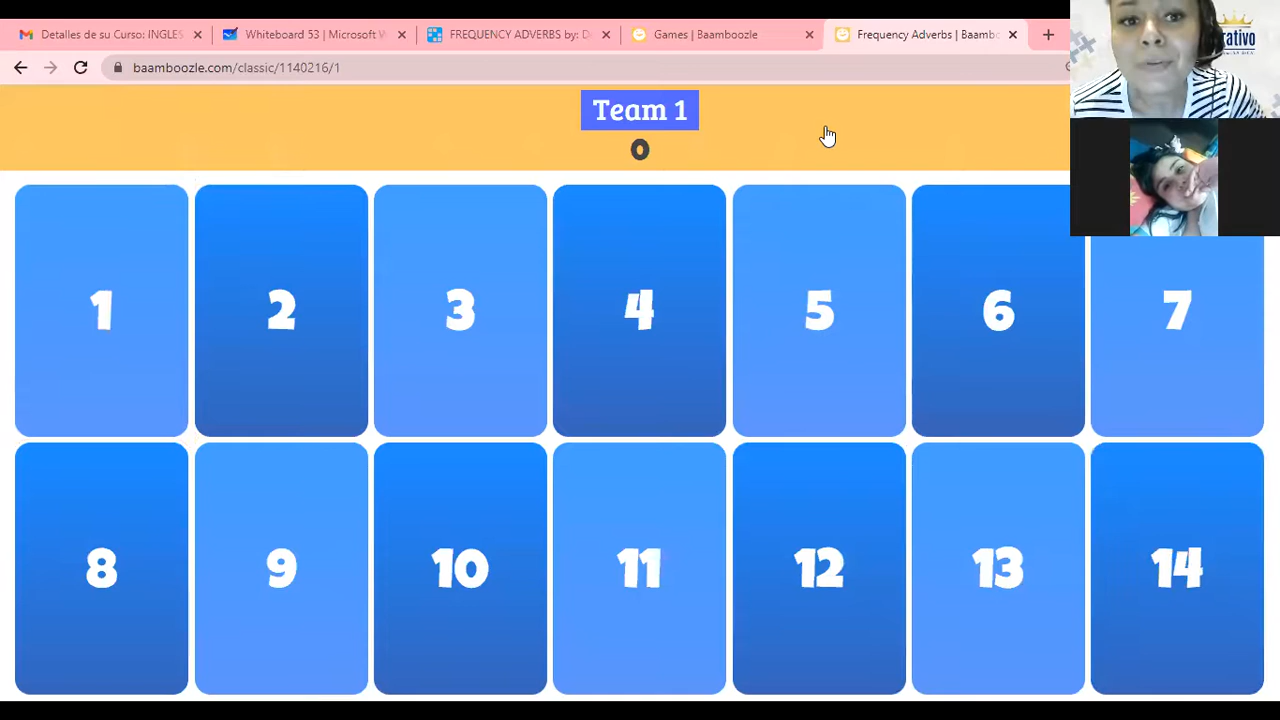 Detalles de su Curso: INGLES
Whiteboard 53 | Microsoft W
FREQUENCY ADVERBS by: D
Games | Baamboozle
Frequency Adverbs | Baambo
baamboozle.com/classic/1140216/1
Team 1
0
1
2
3
4
5
6
7
8
9
10
11
12
13
14